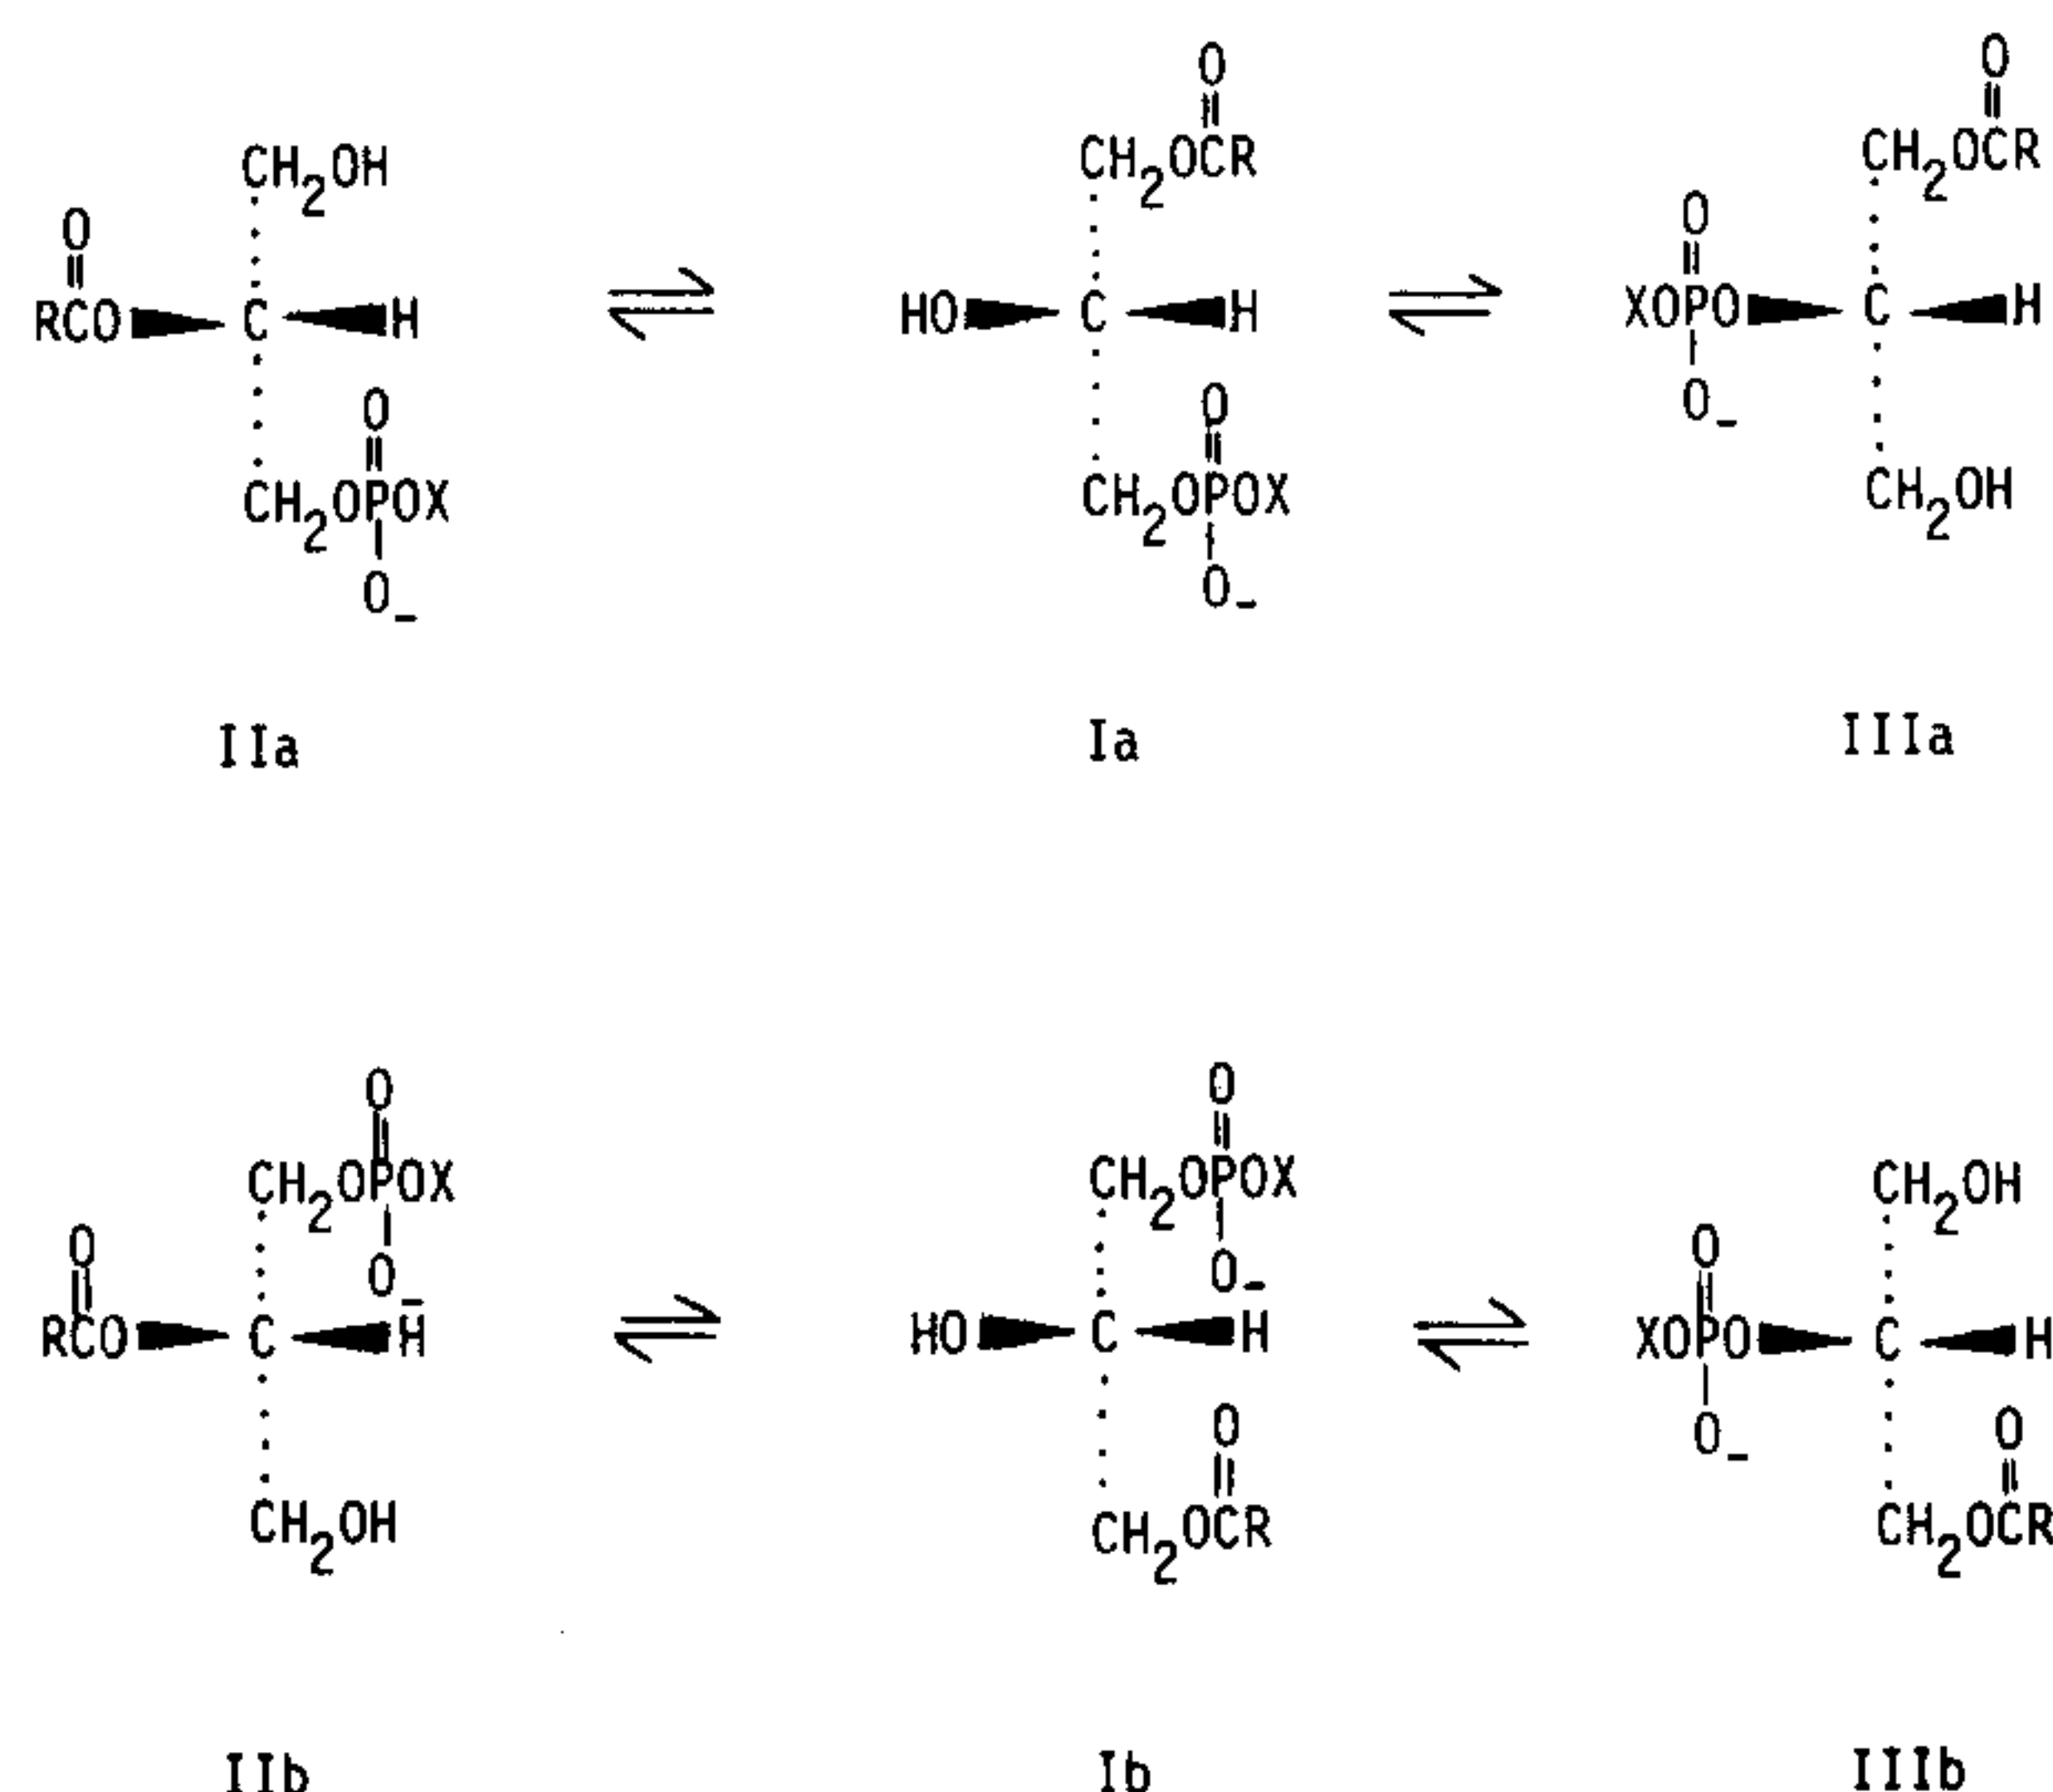 O
CH2OH
O
RCO C H
O
CH2OPOX
O-
IIa
O
CH2OCR
HO C H
O
CH2OPOX
O-
Ia
O
CH2OCR
O
XOPO C H
O-
CH2OH
IIIa
O
CH2OPOX
O-
O
RCO C H
CH2OH
IIb
O
CH2OPOX
O-
HO C H
O
CH2OCR
Ib
CH2OH
O
XOPO C H
O-
O
CH2OCR
IIIb